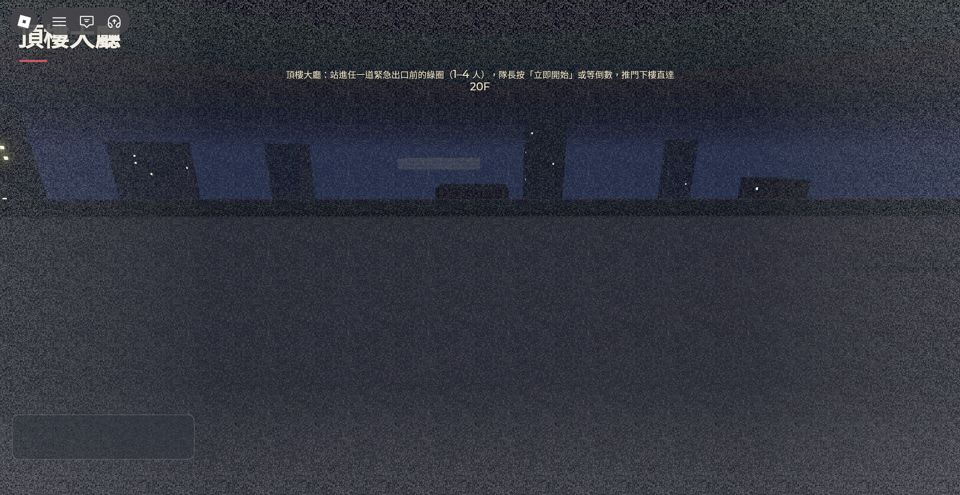 頂樓大廳
頂樓大廳：站進任一道緊急出口前的綠圈（1–4 人），隊長按「立即開始」或等倒數，推門下樓直達
20F